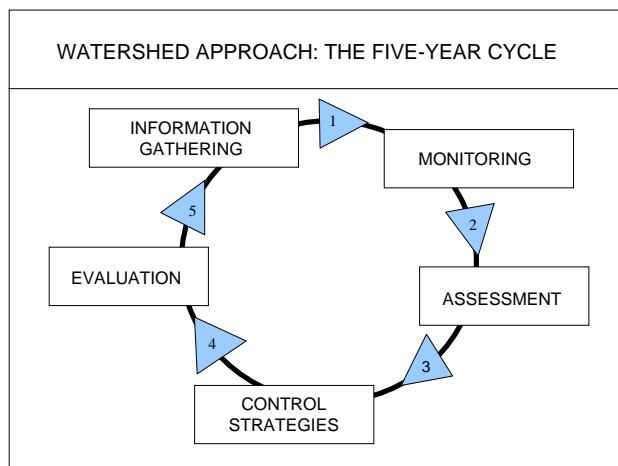 WATERSHED APPROACH: THE FIVE-YEAR CYCLE
INFORMATION
GATHERING
1
MONITORING
2
ASSESSMENT
3
CONTROL
STRATEGIES
4
EVALUATION
5